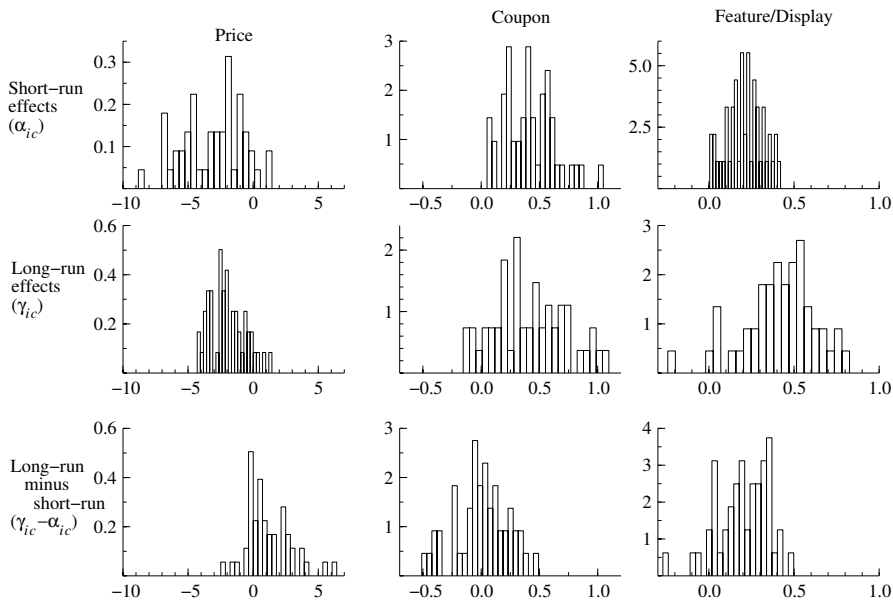 Price
Coupon
Feature/Display
Short−run
effects
(α_ic)
0.3
0.2
0.1
−10 −5 0 5
3
2
1
−0.5 0.0 0.5 1.0
5.0
2.5
0.0 0.5 1.0
Long−run
effects
(γ_ic)
0.6
0.4
0.2
−10 −5 0 5
2
1
−0.5 0.0 0.5 1.0
3
2
1
0.0 0.5 1.0
Long−run
minus
short−run
(γ_ic−α_ic)
0.6
0.4
0.2
−10 −5 0 5
3
2
1
−0.5 0.0 0.5 1.0
4
3
2
1
0.0 0.5 1.0